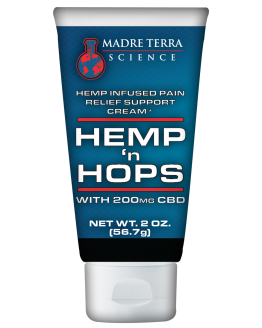 MADRE TERRA
SCIENCE
HEMP INFUSED PAIN
RELIEF SUPPORT
CREAM
HEMP
'n
HOPS
WITH 200MG CBD
NET WT. 2 OZ.
(56.7g)